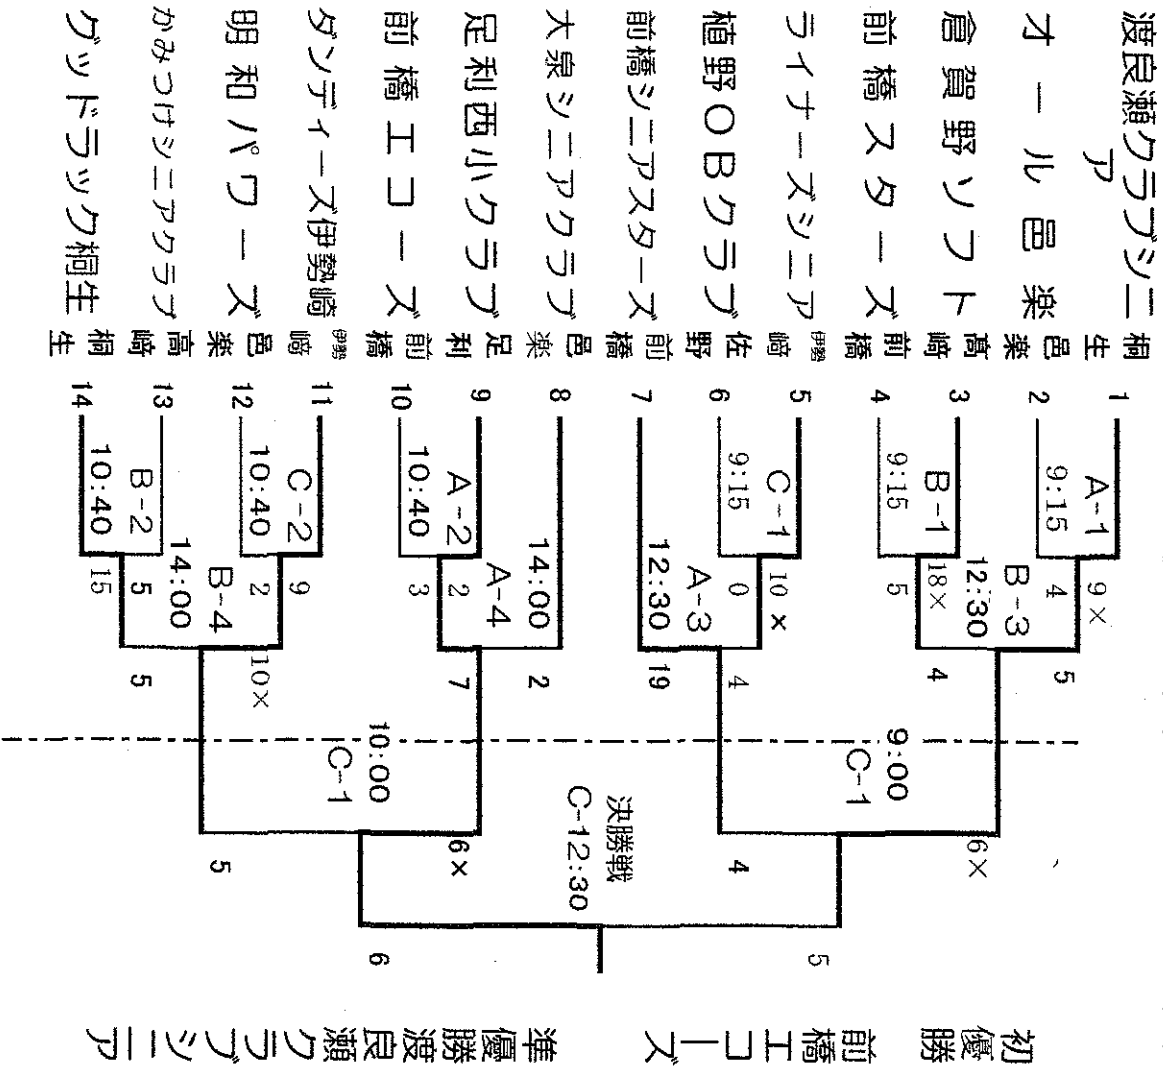 渡良瀬クラブシニア 桐生 1
オール邑楽 邑楽 2
倉賀野ソフト 高崎 3
前橋スターズ 前橋 4
ライナーズシニア 伊勢崎 5
植野OBクラブ 佐野 6
前橋シニアスターズ 前橋 7
大泉シニアクラブ 邑楽 8
足利西小クラブ 足利 9
前橋エコーズ 前橋 10
ダンディーズ伊勢崎 伊勢崎 11
明和パワーズ 邑楽 12
かみつけシニアクラブ 高崎 13
グッドラック桐生 桐生 14
A-1
9:15
9×
4
B-1
9:15
18×
5
C-1
9:15
10×
0
A-2
10:40
2
3
C-2
10:40
9
2
B-2
10:40
5
15
B-3
12:30
5
4
A-3
12:30
4
19
A-4
14:00
2
7
B-4
14:00
10×
5
9:00
C-1
6×
4
10:00
C-1
6×
5
決勝戦
C-12:30
5
6
初優勝 前橋エコーズ
準優勝渡良瀬クラブシニア